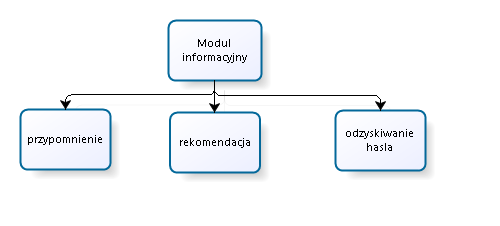 Modul
informacyjny
przypomnienie
rekomendacja
odzyskiwanie
hasla